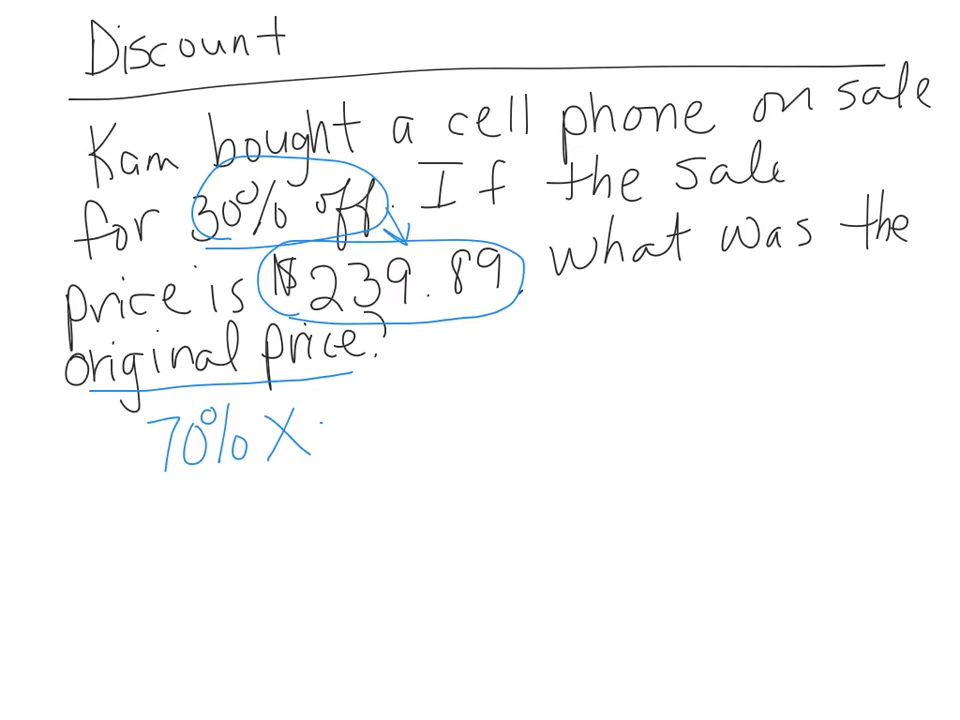 Discount
Kam bought a cell phone on sale
for 30% off. If the sale
price is $239.89, what was the
original price?
70% X